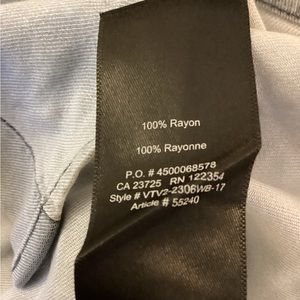 100% Rayon
100% Rayonne
P.O. # 4500068578
CA 23725 RN 122354
Style # VTV2-2306WB-17
Article # 55240